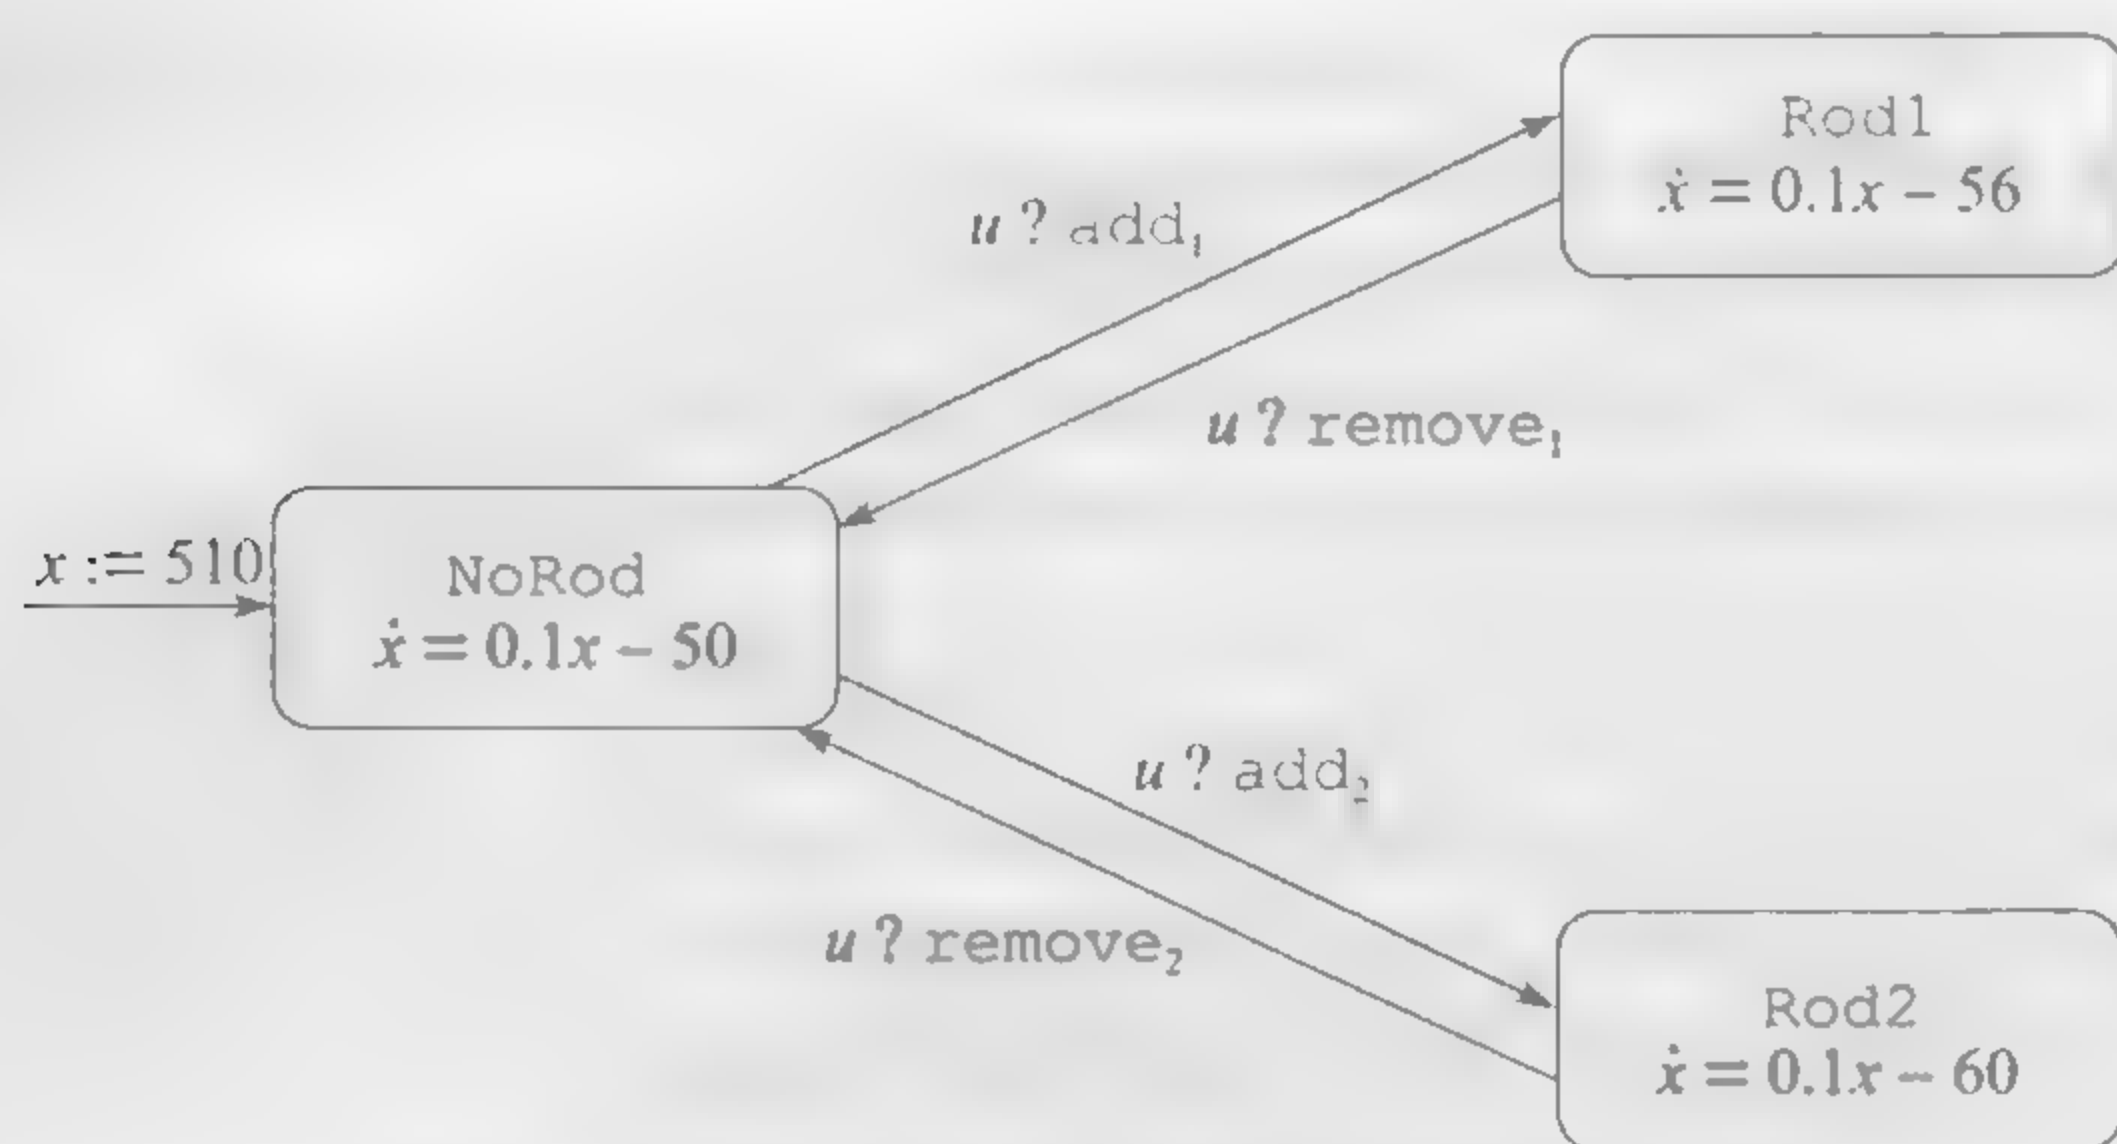 Rod1
ẋ = 0.1x – 56
u ? add₁
u ? remove₁
x := 510
NoRod
ẋ = 0.1x – 50
u ? add₂
u ? remove₂
Rod2
ẋ = 0.1x – 60